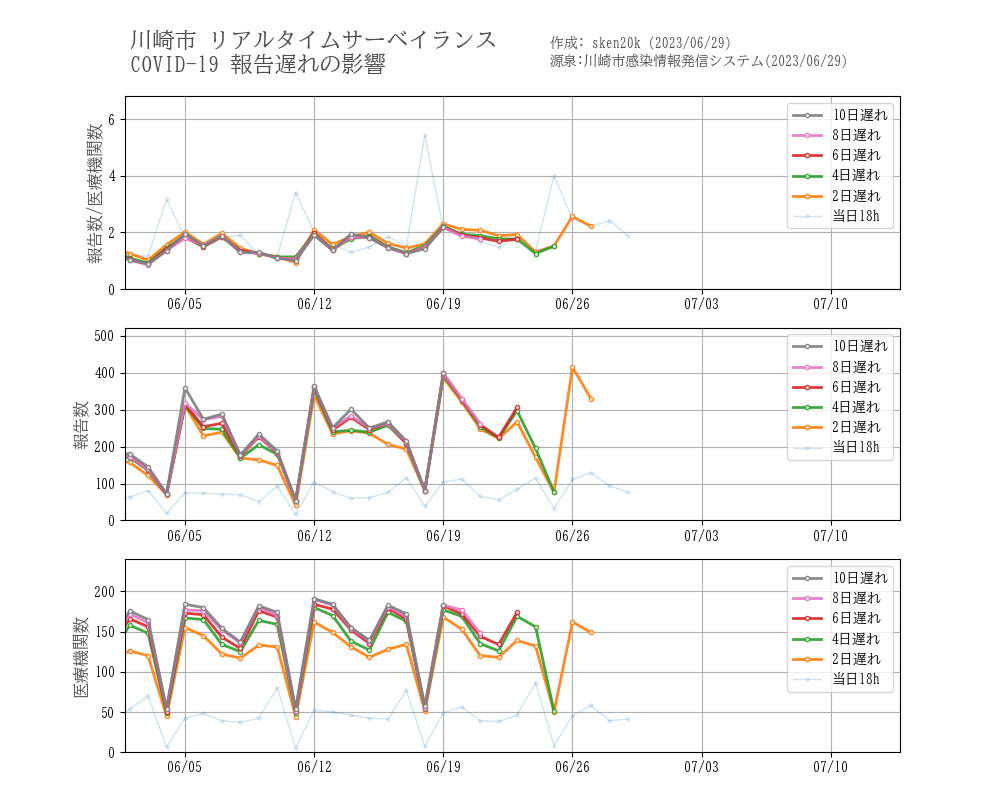 川崎市 リアルタイムサーベイランス
COVID-19 報告遅れの影響
作成: sken20k (2023/06/29)
源泉:川崎市感染情報発信システム(2023/06/29)
報告数/医療機関数
6
4
2
0
10日遅れ
8日遅れ
6日遅れ
4日遅れ
2日遅れ
当日18h
06/05 06/12 06/19 06/26 07/03 07/10
報告数
500
400
300
200
100
0
10日遅れ
8日遅れ
6日遅れ
4日遅れ
2日遅れ
当日18h
06/05 06/12 06/19 06/26 07/03 07/10
医療機関数
200
150
100
50
0
10日遅れ
8日遅れ
6日遅れ
4日遅れ
2日遅れ
当日18h
06/05 06/12 06/19 06/26 07/03 07/10